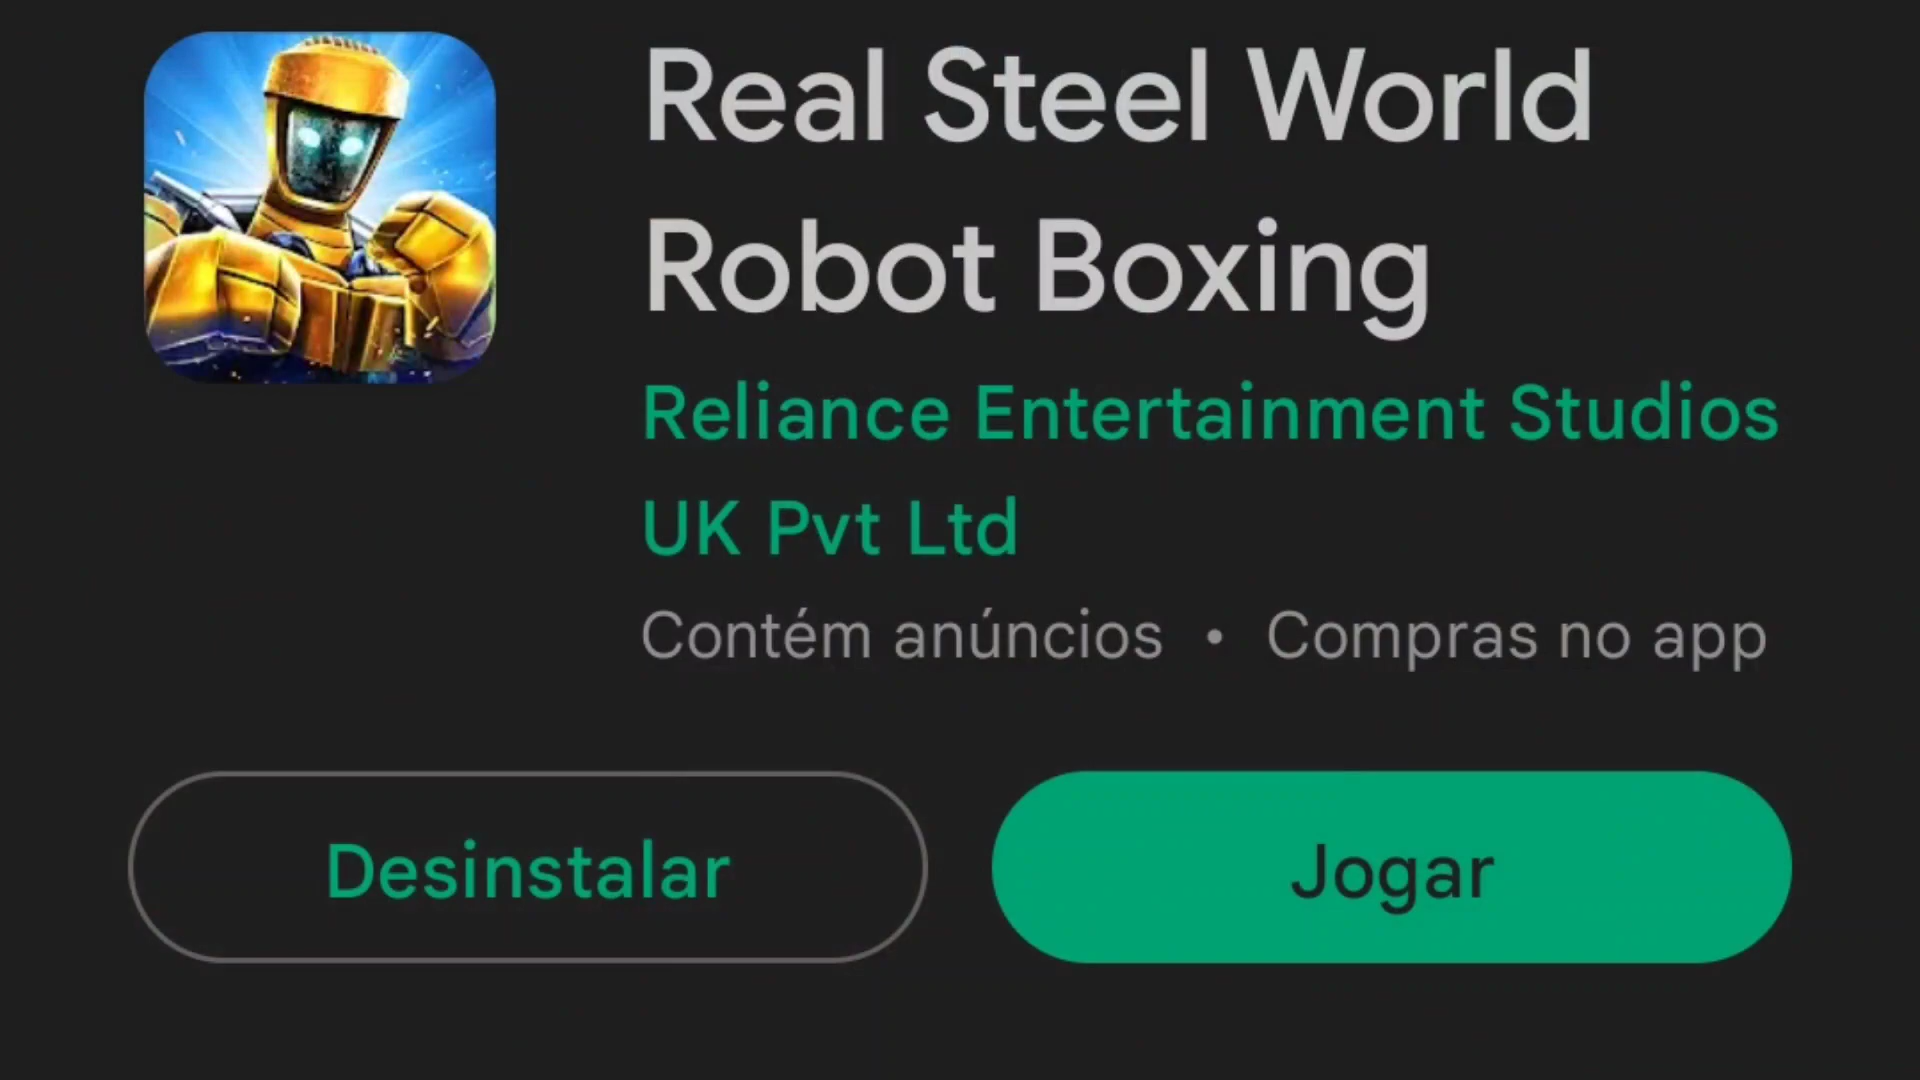 Real Steel World
Robot Boxing
Reliance Entertainment Studios
UK Pvt Ltd
Contém anúncios • Compras no app
Desinstalar
Jogar